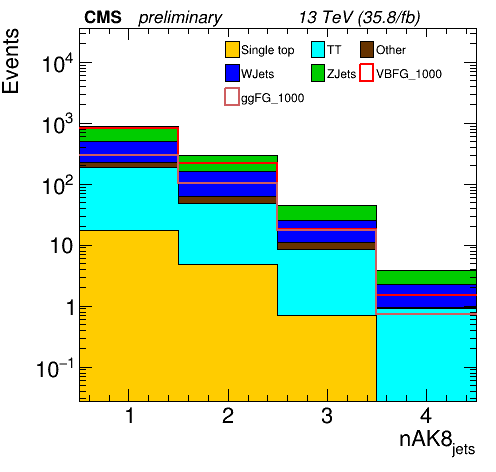 CMS preliminary 13 TeV (35.8/fb)
Events
Single top TT Other
WJets ZJets VBFG_1000
ggFG_1000
10^4
10^3
10^2
10
1
10^−1
1 2 3 4
nAK8_jets